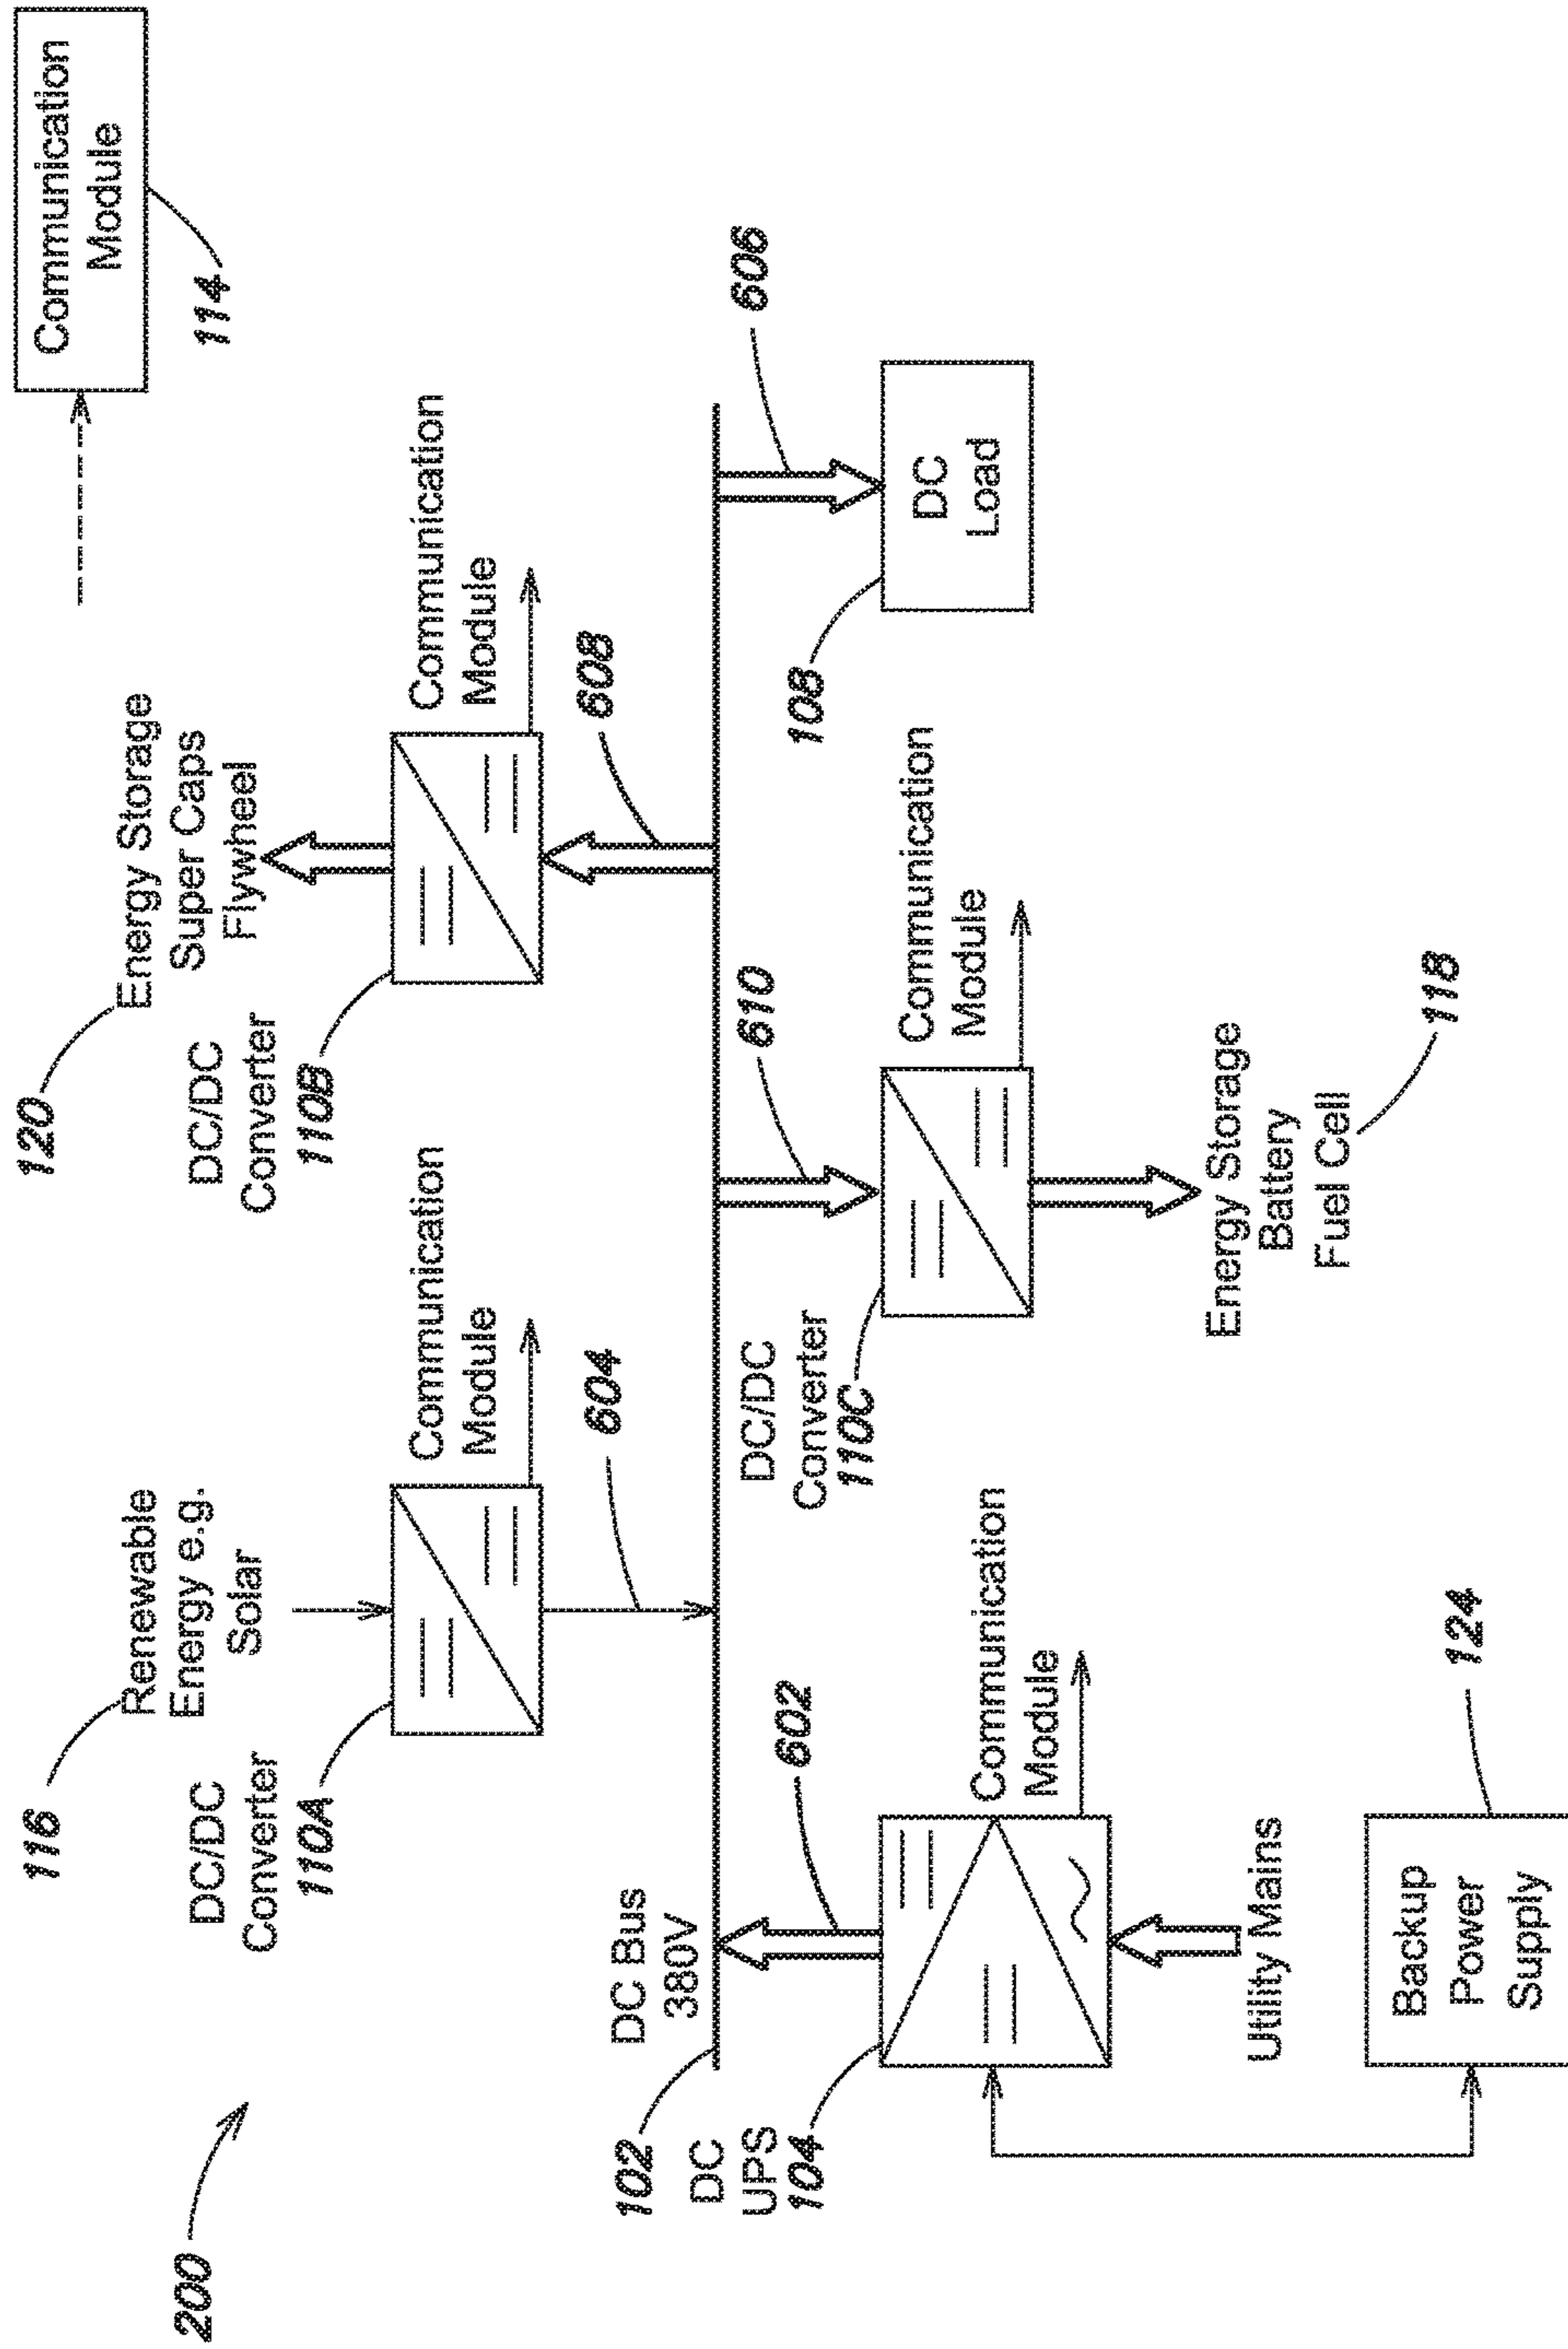 200
116
Renewable
Energy e.g.
Solar
DC/DC
Converter
110A
Communication
Module
604
120
Energy Storage
Super Caps
Flywheel
DC/DC
Converter
110B
Communication
Module
608
Communication
Module
114
DC Bus
380V
102
DC
UPS
104
602
Communication
Module
Utility Mains
Backup
Power
Supply
124
DC/DC
Converter
110C
610
Communication
Module
Energy Storage
Battery
Fuel Cell
118
606
108
DC
Load